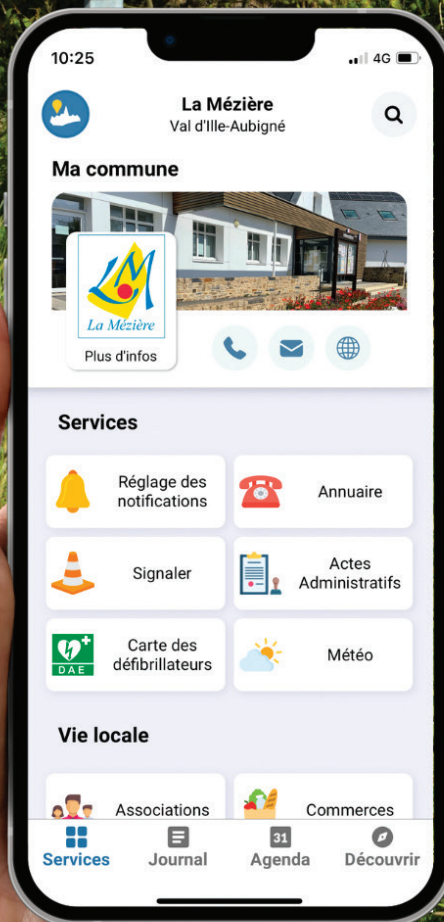 10:25
4G
La Mézière
Val d'Ille-Aubigné
Ma commune
La Mézière
Plus d'infos
Services
Réglage des
notifications
Annuaire
Signaler
Actes
Administratifs
DAE
Carte des
défibrillateurs
Météo
Vie locale
Associations
Commerces
31
Services
Journal
Agenda
Découvrir